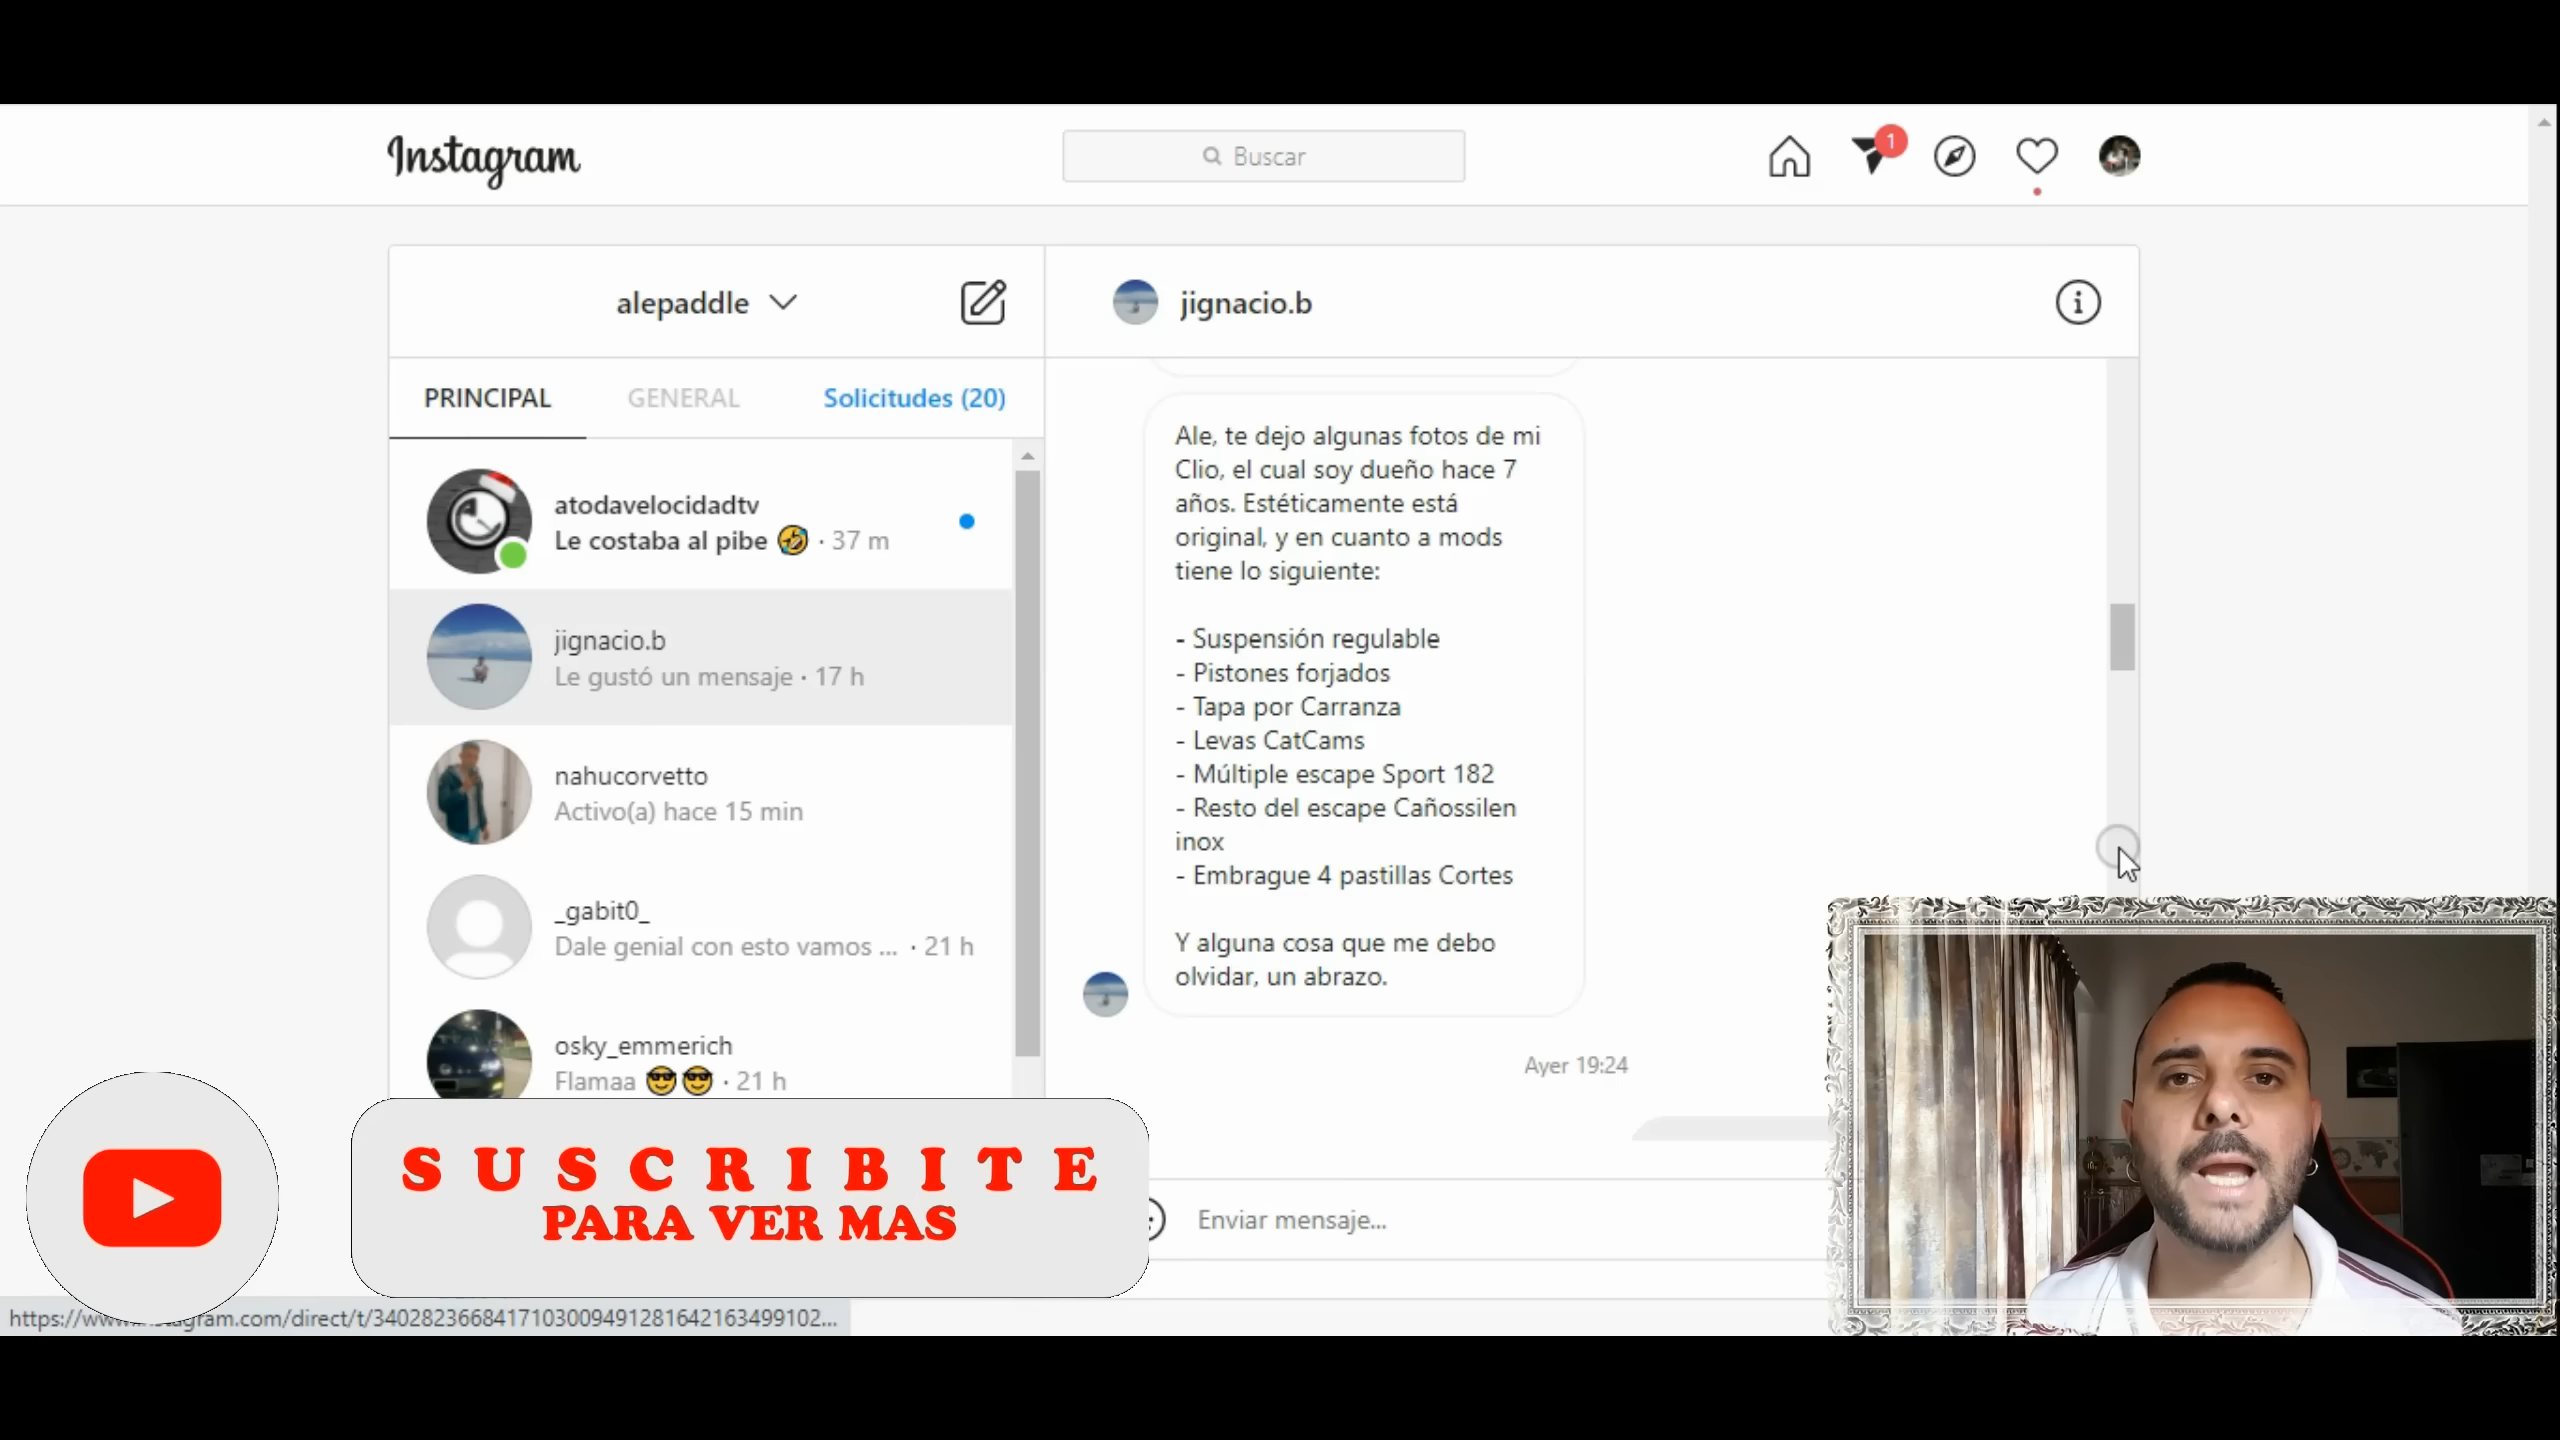 Instagram
Buscar
1
alepaddle
jignacio.b
PRINCIPAL
GENERAL
Solicitudes (20)
atodavelocidadtv
Le costaba al pibe 🤣 · 37 m
jignacio.b
Le gustó un mensaje · 17 h
nahucorvetto
Activo(a) hace 15 min
_gabit0_
Dale genial con esto vamos ... · 21 h
osky_emmerich
Flamaa 😎😎 · 21 h
Ale, te dejo algunas fotos de mi
Clio, el cual soy dueño hace 7
años. Estéticamente está
original, y en cuanto a mods
tiene lo siguiente:
- Suspensión regulable
- Pistones forjados
- Tapa por Carranza
- Levas CatCams
- Múltiple escape Sport 182
- Resto del escape Cañossilen
inox
- Embrague 4 pastillas Cortes
Y alguna cosa que me debo
olvidar, un abrazo.
Ayer 19:24
Enviar mensaje...
SUSCRIBITE
PARA VER MAS